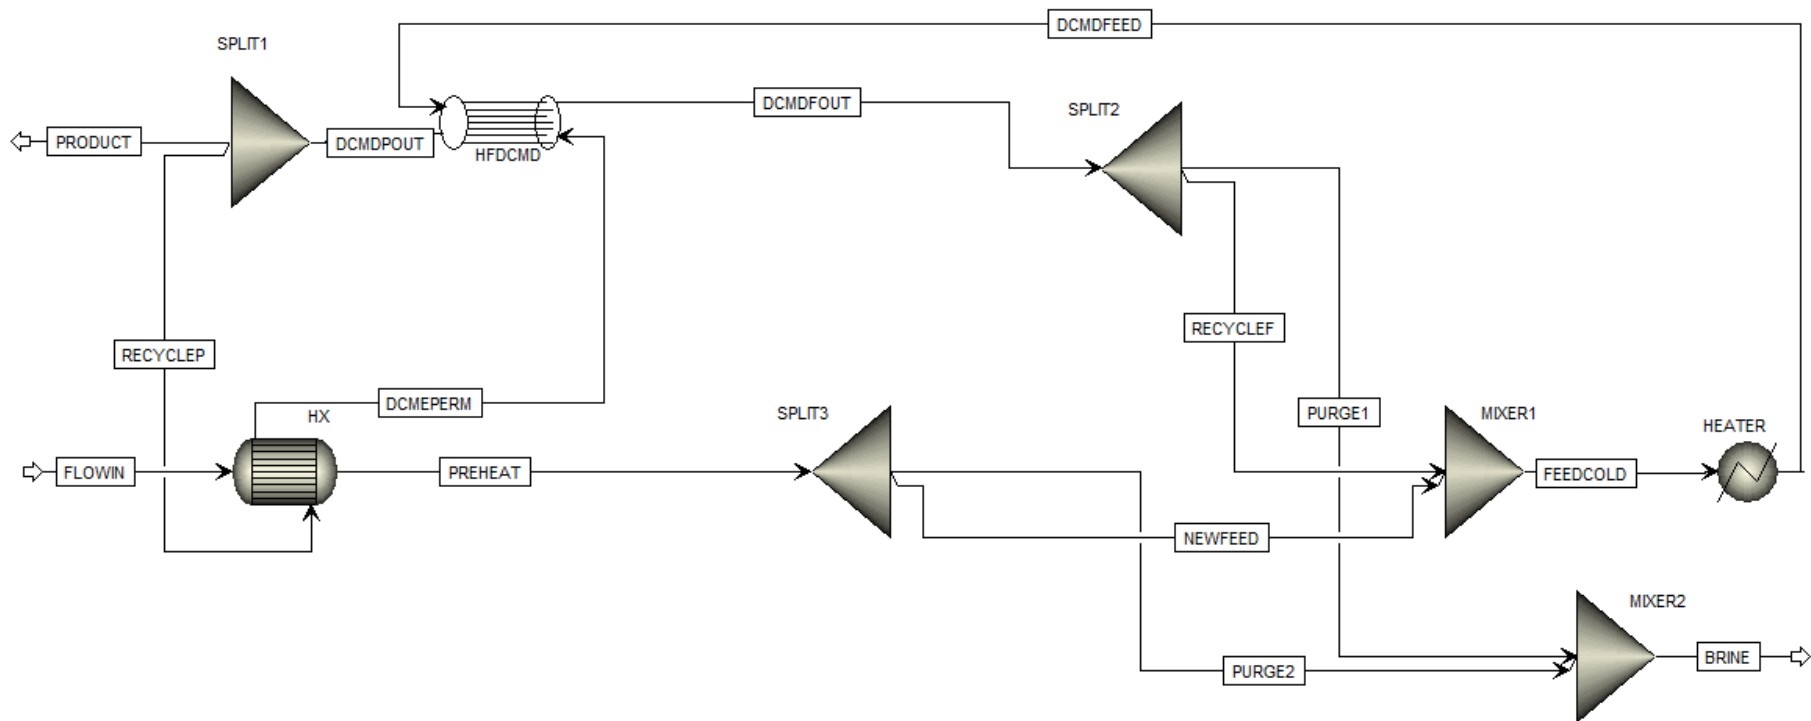 DCMDFEED
SPLIT1
DCMDFOUT
SPLIT2
PRODUCT
DCMDPOUT
HFDCMD
RECYCLEF
RECYCLEP
DCMEPERM
HX
SPLIT3
PURGE1
MIXER1
HEATER
FLOWIN
PREHEAT
FEEDCOLD
NEWFEED
MIXER2
PURGE2
BRINE